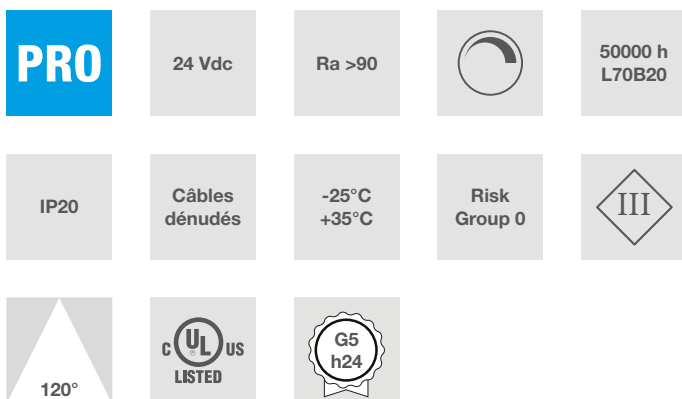 PRO
24 Vdc
Ra >90
50000 h
L70B20
IP20
Câbles
dénudés
-25°C
+35°C
Risk
Group 0
III
120°
C UL US
®
LISTED
G5
h24